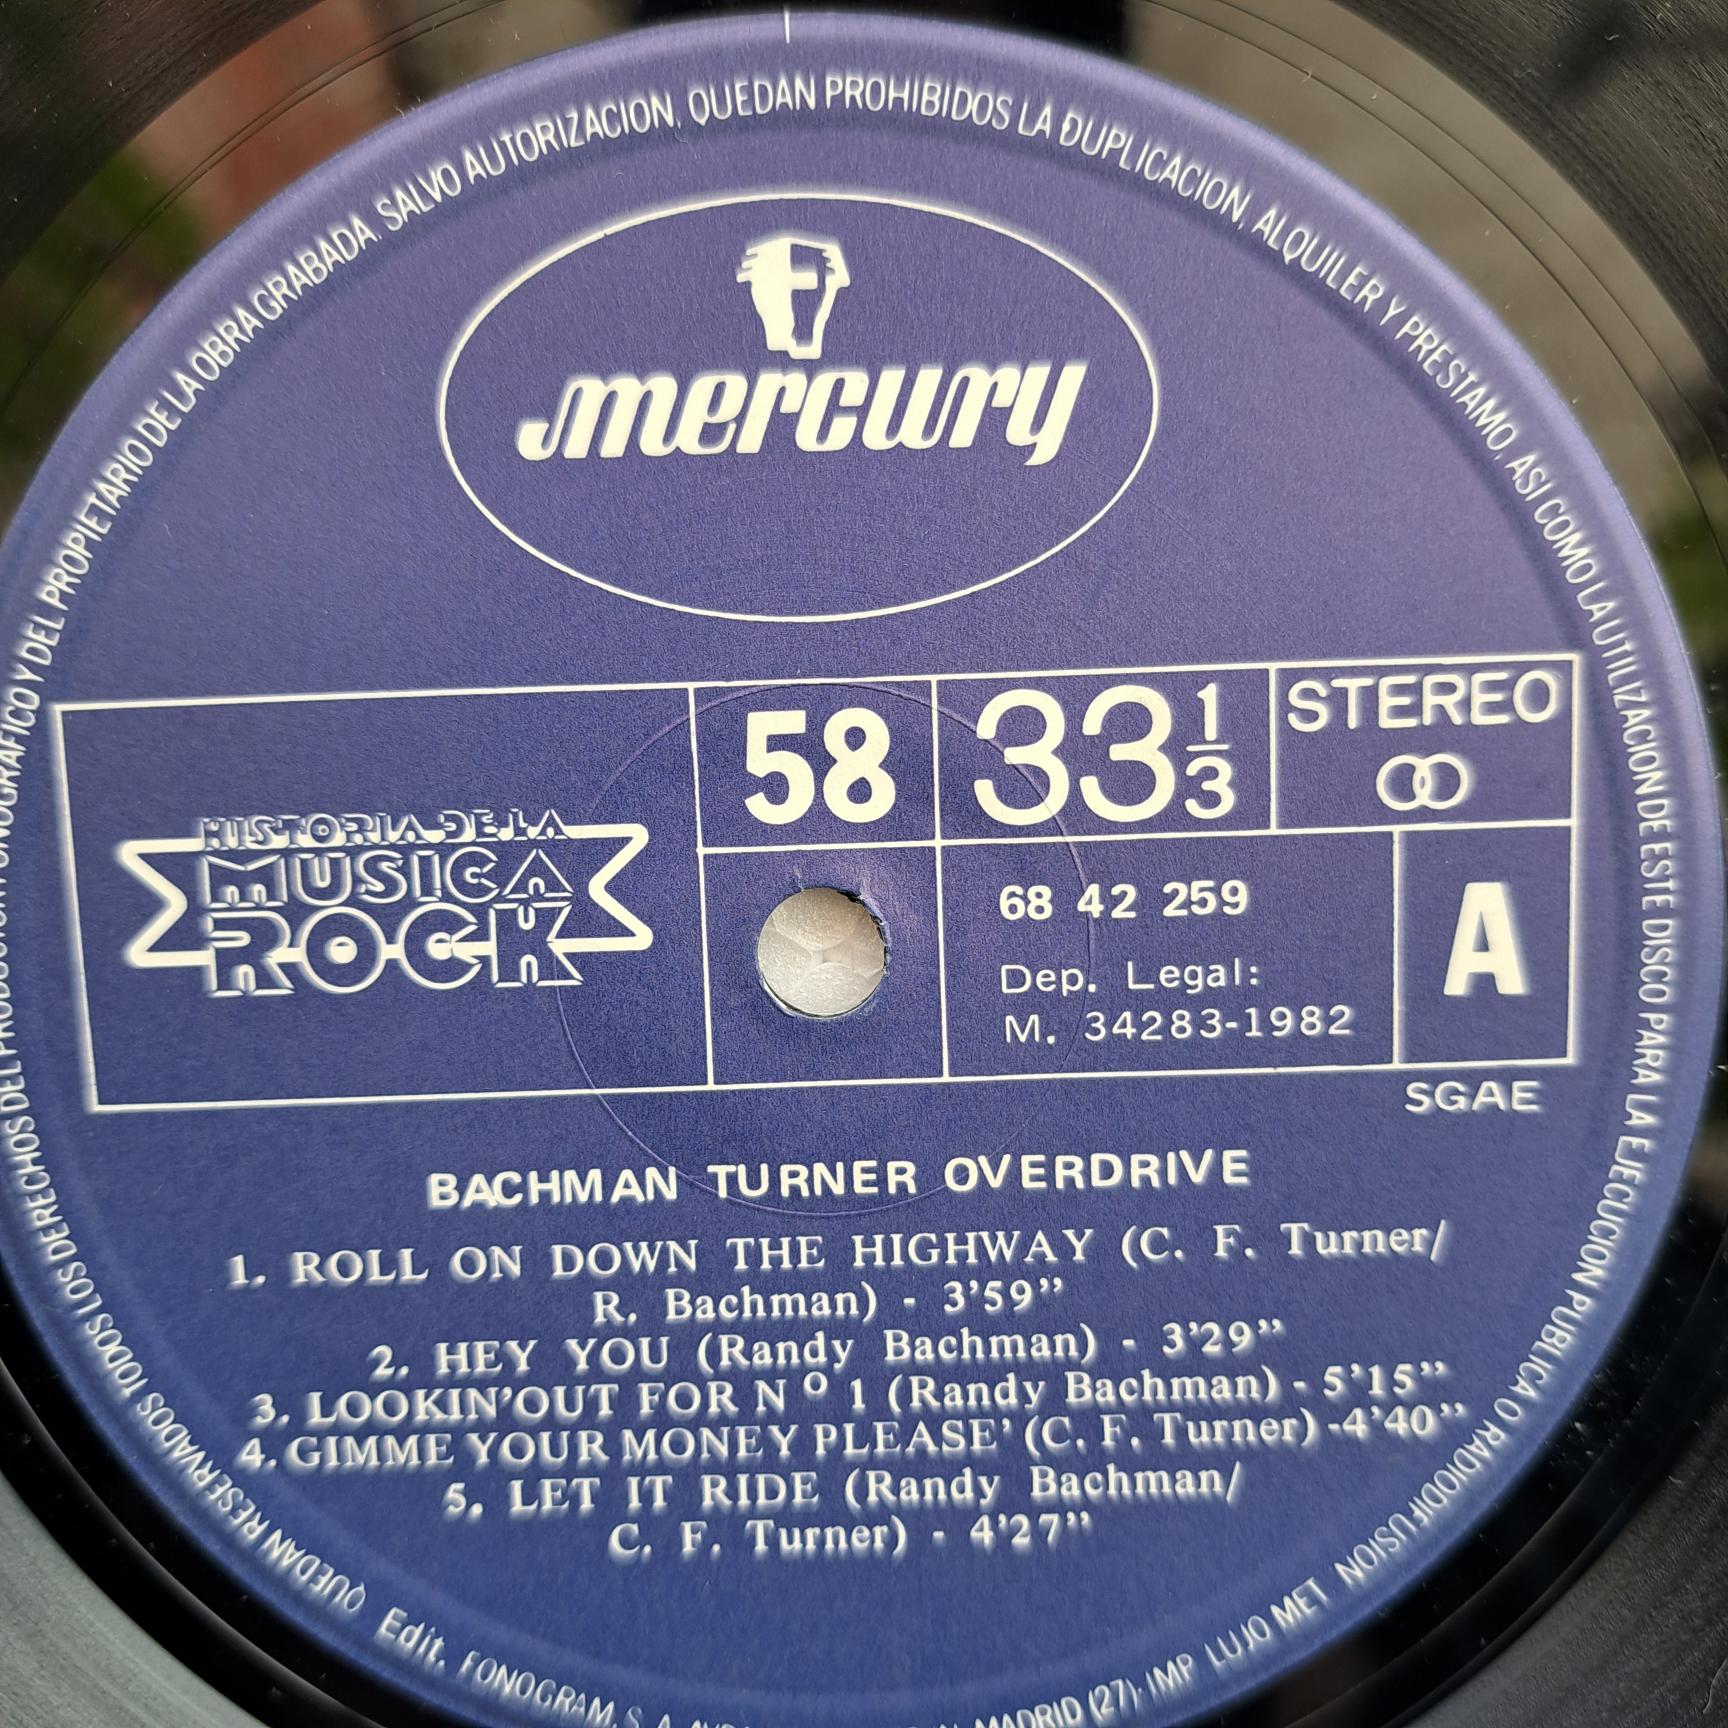 QUEDAN RESERVADOS TODOS LOS DERECHOS DEL PRODUCTOR FONOGRAFICO Y DEL PROPIETARIO DE LA OBRA GRABADA. SALVO AUTORIZACION, QUEDAN PROHIBIDOS LA DUPLICACION, ALQUILER Y PRESTAMO, ASI COMO LA UTILIZACION DE ESTE DISCO PARA LA EJECUCION PUBLICA O RADIODIFUSION
mercury
HISTORIA DE LA
MUSICA
ROCK
58
33 1/3
STEREO
68 42 259
Dep. Legal:
M. 34283-1982
A
SGAE
BACHMAN TURNER OVERDRIVE
1. ROLL ON DOWN THE HIGHWAY (C. F. Turner/
R. Bachman) - 3'59”
2. HEY YOU (Randy Bachman) - 3'29”
3. LOOKIN'OUT FOR Nº 1 (Randy Bachman) - 5'15”
4. GIMME YOUR MONEY PLEASE' (C. F. Turner) -4'40”
5. LET IT RIDE (Randy Bachman/
C. F. Turner) - 4'27”
Edit. FONOGRAM, S. A. MADRID (27)- IMP LUJO MET